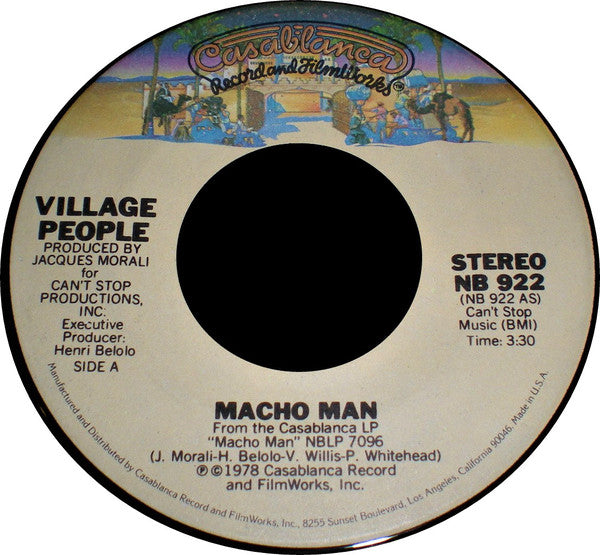 Casablanca
Record and FilmWorks™
VILLAGE
PEOPLE
PRODUCED BY
JACQUES MORALI
for
CAN'T STOP
PRODUCTIONS,
INC.
Executive
Producer:
Henri Belolo
SIDE A
STEREO
NB 922
(NB 922 AS)
Can't Stop
Music (BMI)
Time: 3:30
MACHO MAN
From the Casablanca LP
"Macho Man" NBLP 7096
(J. Morali-H. Belolo-V. Willis-P. Whitehead)
℗©1978 Casablanca Record
and FilmWorks, Inc.
Manufactured and Distributed by Casablanca Record and FilmWorks, Inc., 8255 Sunset Boulevard, Los Angeles, California 90046. Made in U.S.A.